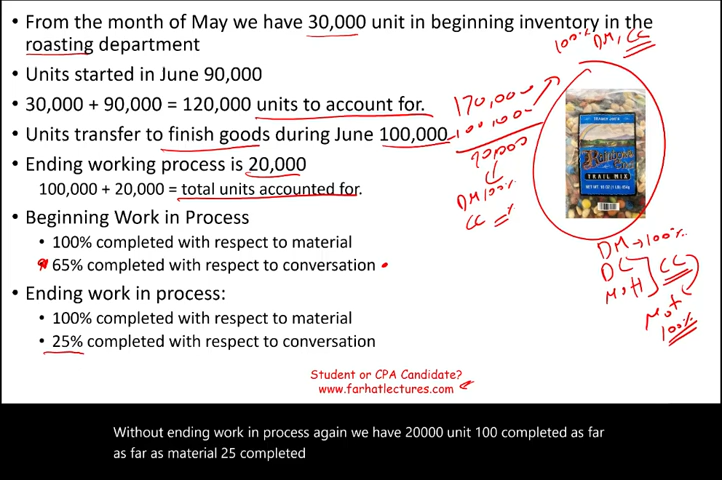 • From the month of May we have 30,000 unit in beginning inventory in the
roasting department
• Units started in June 90,000
• 30,000 + 90,000 = 120,000 units to account for.
• Units transfer to finish goods during June 100,000
• Ending working process is 20,000
100,000 + 20,000 = total units accounted for.
• Beginning Work in Process
• 100% completed with respect to material
• 65% completed with respect to conversation
• Ending work in process:
• 100% completed with respect to material
• 25% completed with respect to conversation
100% DM, CC
DM 100%
CC
TRAIL MIX
DM → 100%
CC
100%
Student or CPA Candidate?
www.farhatlectures.com
Without ending work in process again we have 20000 unit 100 completed as far
as far as material 25 completed